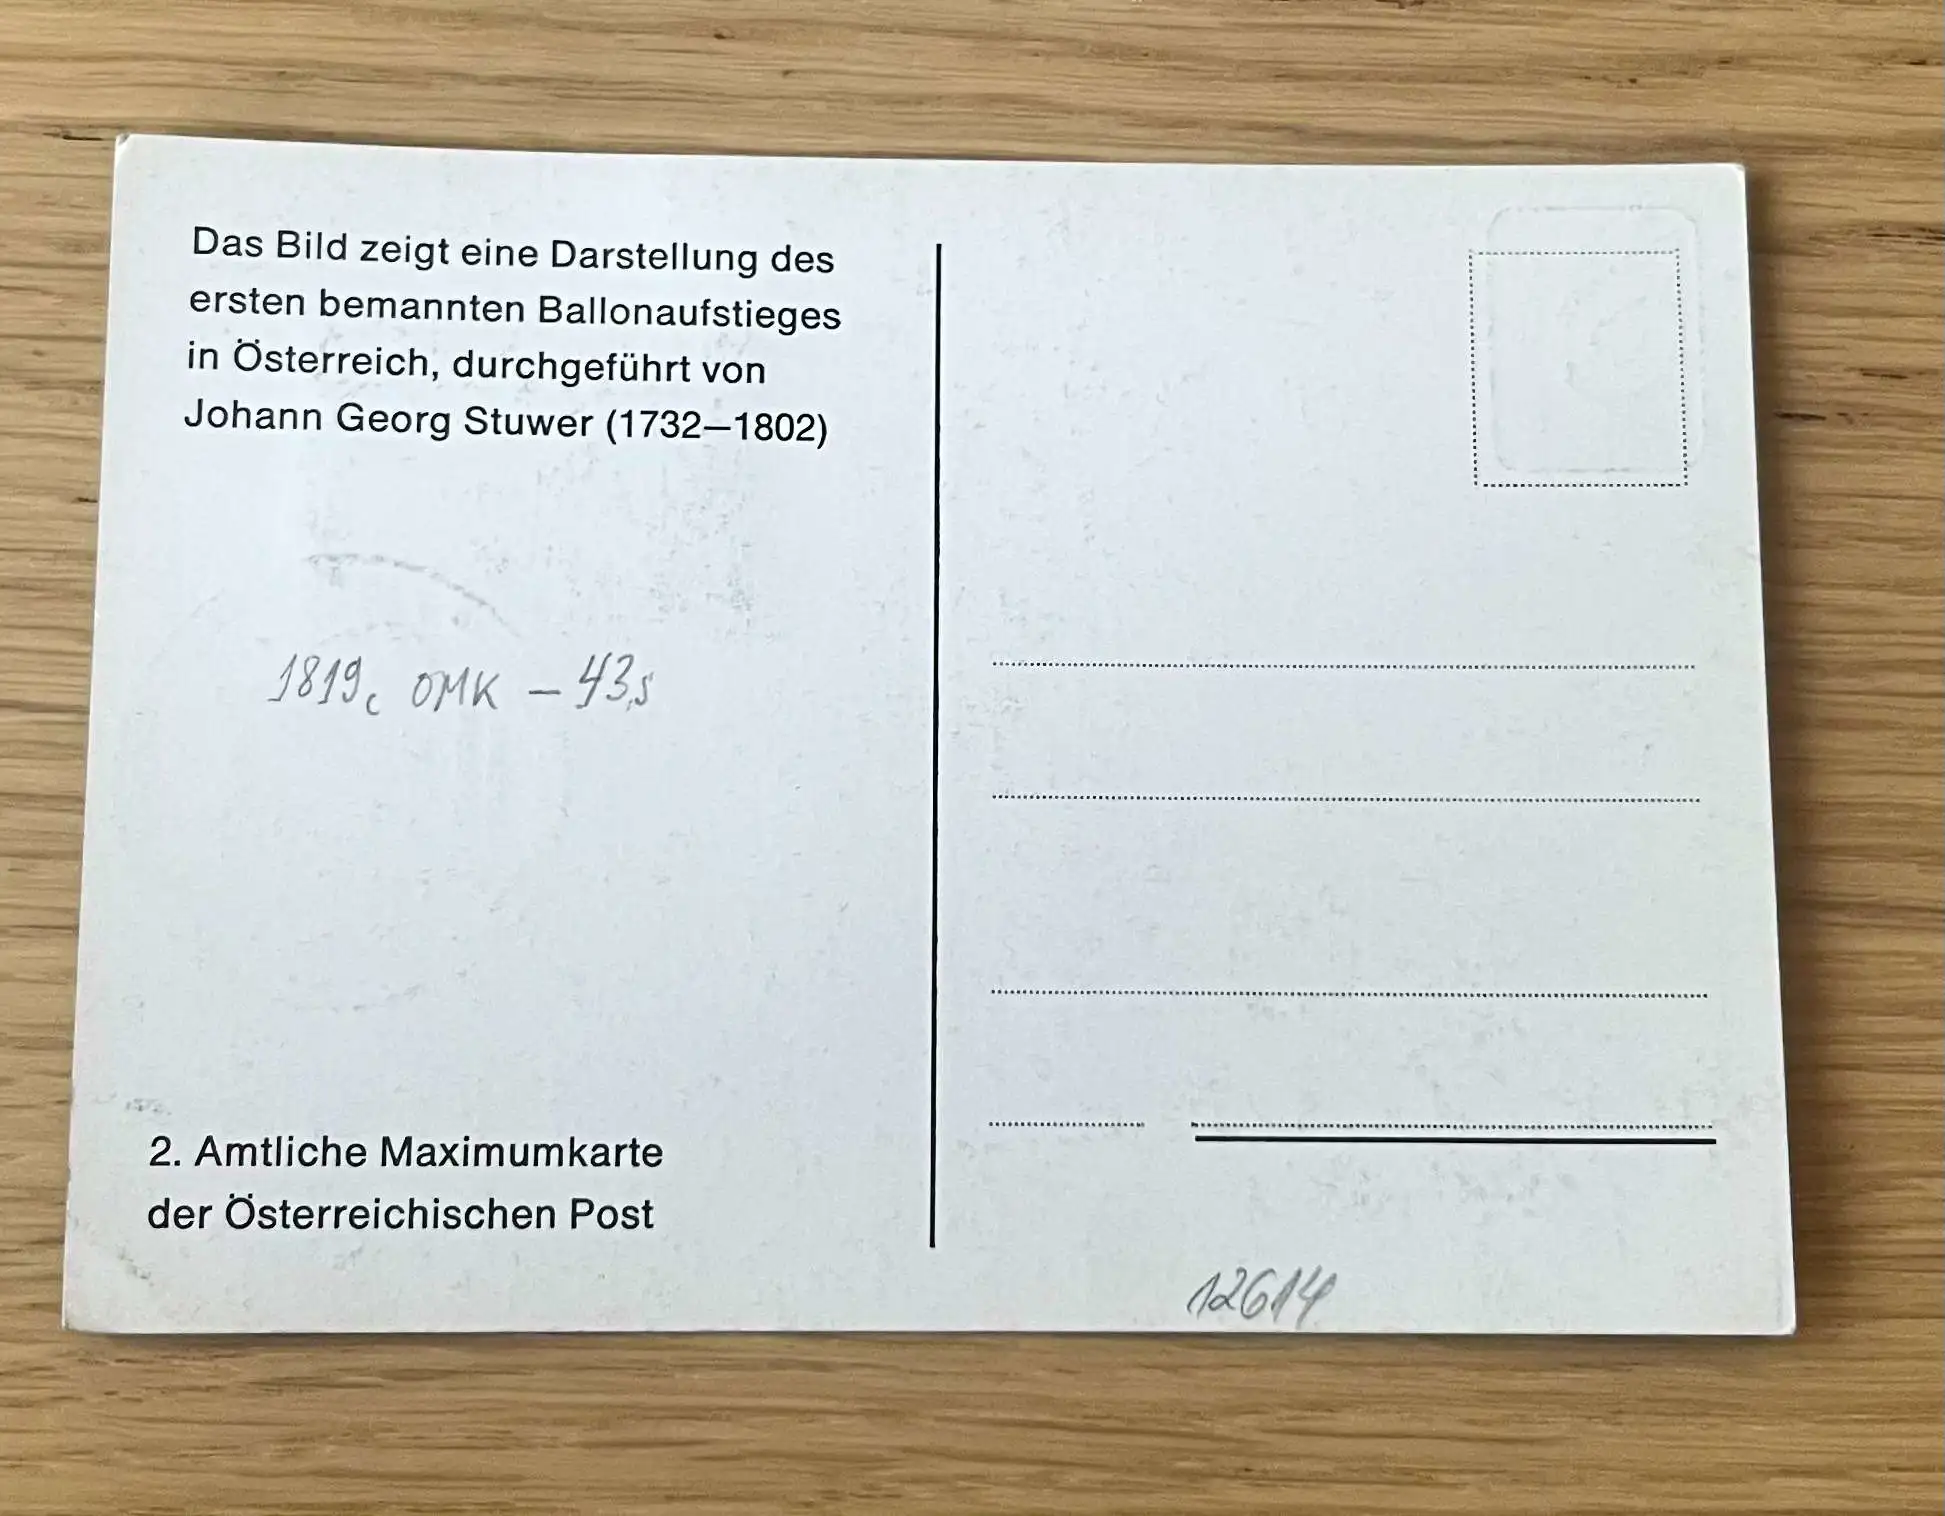 Das Bild zeigt eine Darstellung des
ersten bemannten Ballonaufstieges
in Österreich, durchgeführt von
Johann Georg Stuwer (1732–1802)
1819c OMK – 43,5
2. Amtliche Maximumkarte
der Österreichischen Post
12614